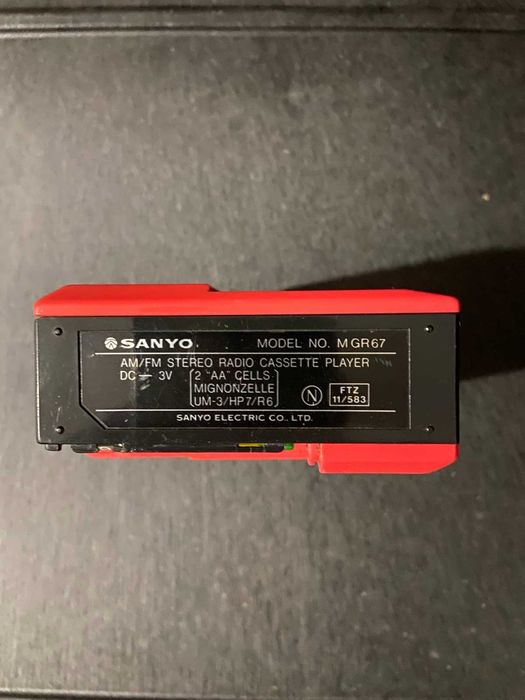 SANYO MODEL NO. MGR67
AM/FM STEREO RADIO CASSETTE PLAYER
DC ⎓ 3V 2 "AA" CELLS
MIGNONZELLE
UM-3/HP7/R6
N
FTZ
11/583
SANYO ELECTRIC CO., LTD.